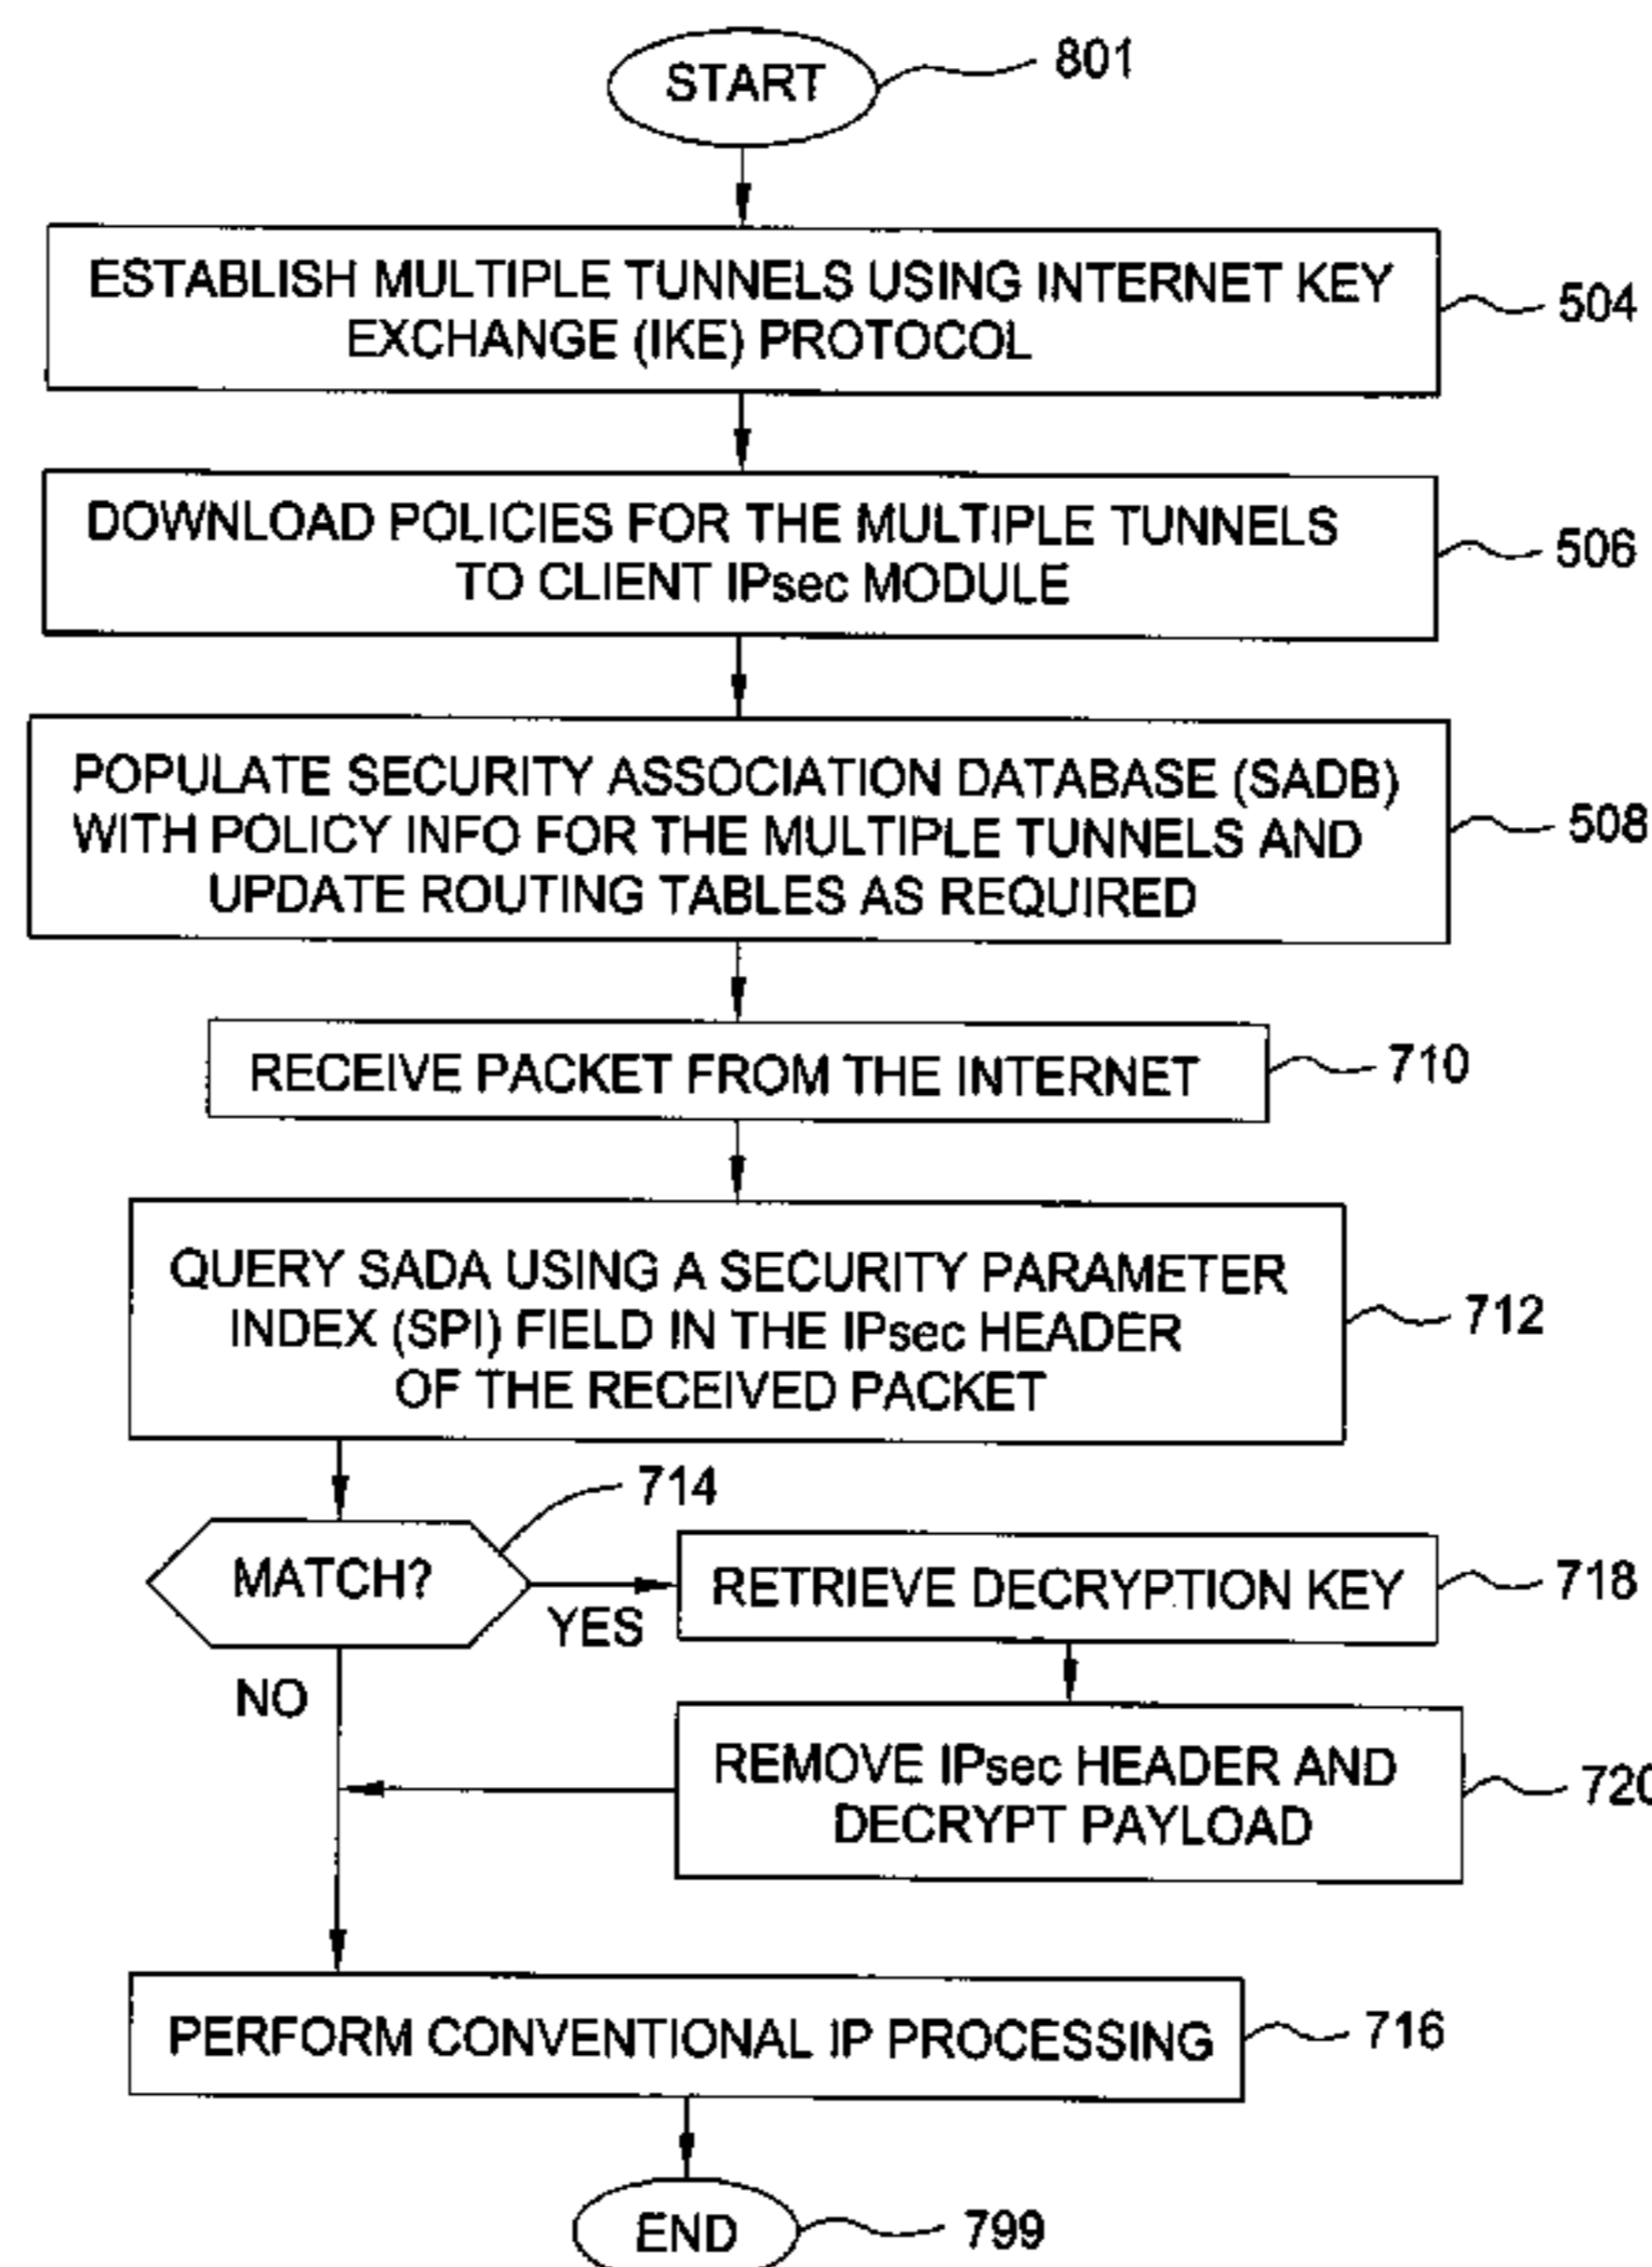 START
801
ESTABLISH MULTIPLE TUNNELS USING INTERNET KEY
EXCHANGE (IKE) PROTOCOL
504
DOWNLOAD POLICIES FOR THE MULTIPLE TUNNELS
TO CLIENT IPsec MODULE
506
POPULATE SECURITY ASSOCIATION DATABASE (SADB)
WITH POLICY INFO FOR THE MULTIPLE TUNNELS AND
UPDATE ROUTING TABLES AS REQUIRED
508
RECEIVE PACKET FROM THE INTERNET
710
QUERY SADA USING A SECURITY PARAMETER
INDEX (SPI) FIELD IN THE IPsec HEADER
OF THE RECEIVED PACKET
712
714
MATCH?
YES
RETRIEVE DECRYPTION KEY
718
NO
REMOVE IPsec HEADER AND
DECRYPT PAYLOAD
720
PERFORM CONVENTIONAL IP PROCESSING
716
END
799